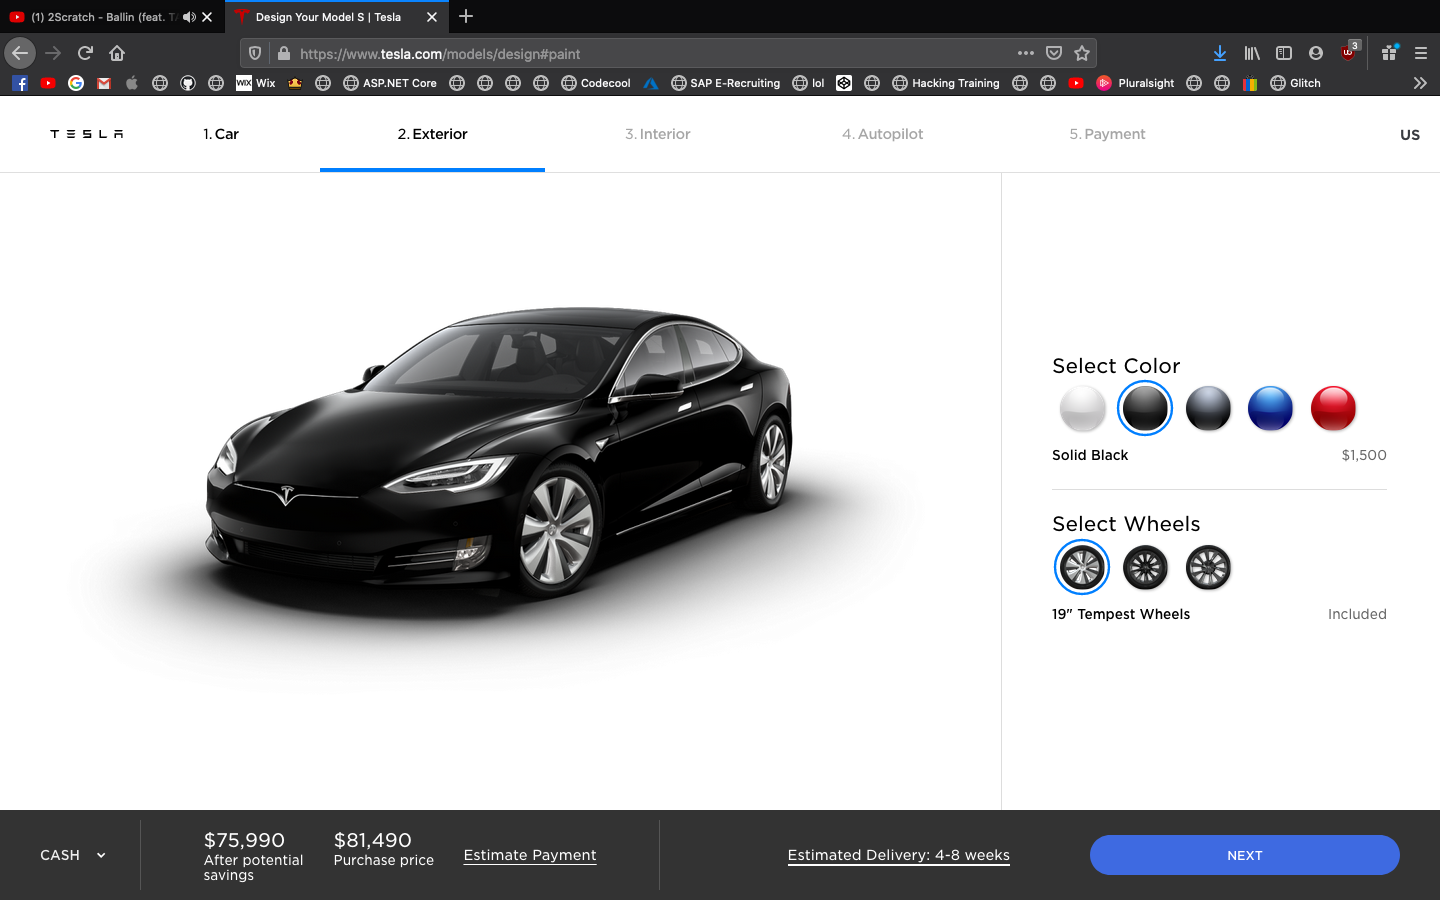 (1) 2Scratch - Ballin (feat. TA
Design Your Model S | Tesla
https://www.tesla.com/models/design#paint
3
WIX Wix
ASP.NET Core
Codecool
SAP E-Recruiting
lol
Hacking Training
Pluralsight
Glitch
TESLA
1. Car
2. Exterior
3. Interior
4. Autopilot
5. Payment
US
Select Color
Solid Black
$1,500
Select Wheels
19" Tempest Wheels
Included
CASH
$75,990
After potential
savings
$81,490
Purchase price
Estimate Payment
Estimated Delivery: 4-8 weeks
NEXT